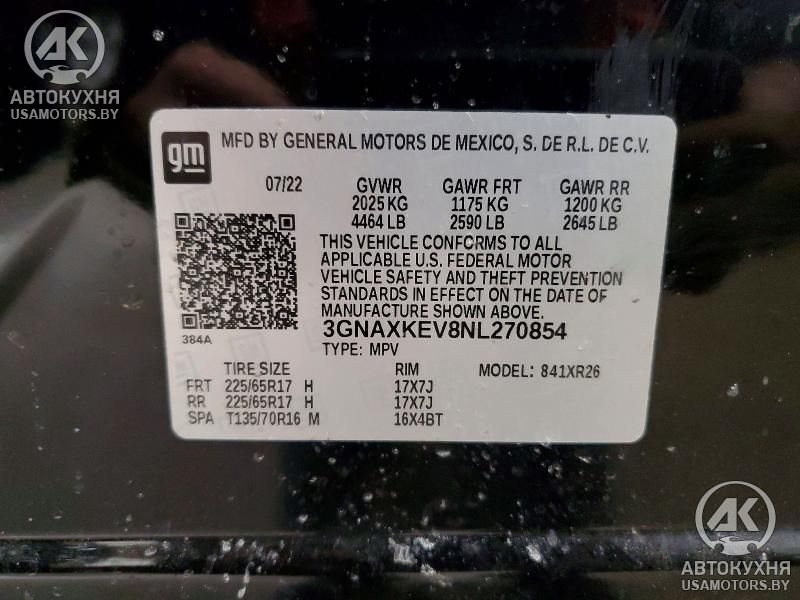 AK
АВТОКУХНЯ
USAMOTORS.BY
gm
MFD BY GENERAL MOTORS DE MEXICO, S. DE R.L. DE C.V.
07/22 GVWR GAWR FRT GAWR RR
2025 KG 1175 KG 1200 KG
4464 LB 2590 LB 2645 LB
THIS VEHICLE CONFORMS TO ALL
APPLICABLE U.S. FEDERAL MOTOR
VEHICLE SAFETY AND THEFT PREVENTION
STANDARDS IN EFFECT ON THE DATE OF
MANUFACTURE SHOWN ABOVE.
384A
3GNAXKEV8NL270854
TYPE: MPV
TIRE SIZE RIM MODEL: 841XR26
FRT 225/65R17 H 17X7J
RR 225/65R17 H 17X7J
SPA T135/70R16 M 16X4BT
AK
АВТОКУХНЯ
USAMOTORS.BY